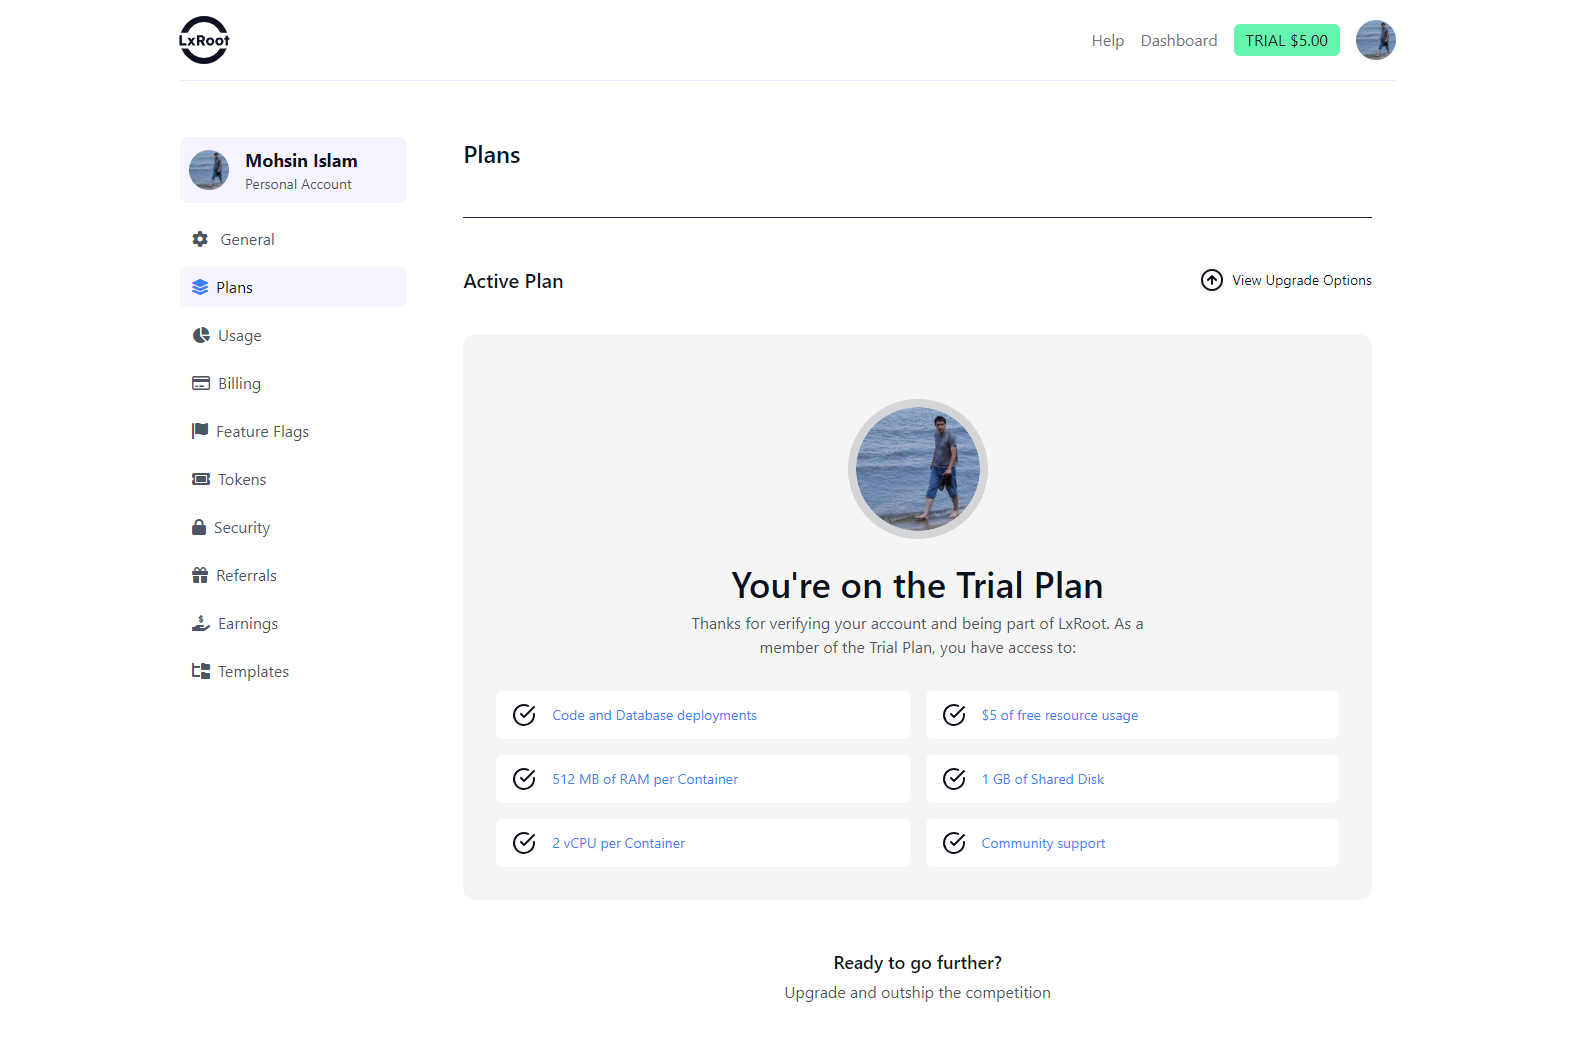 LxRoot
Help
Dashboard
TRIAL $5.00
Mohsin Islam
Personal Account
General
Plans
Usage
Billing
Feature Flags
Tokens
Security
Referrals
Earnings
Templates
Plans
Active Plan
View Upgrade Options
You're on the Trial Plan
Thanks for verifying your account and being part of LxRoot. As a
member of the Trial Plan, you have access to:
Code and Database deployments
$5 of free resource usage
512 MB of RAM per Container
1 GB of Shared Disk
2 vCPU per Container
Community support
Ready to go further?
Upgrade and outship the competition